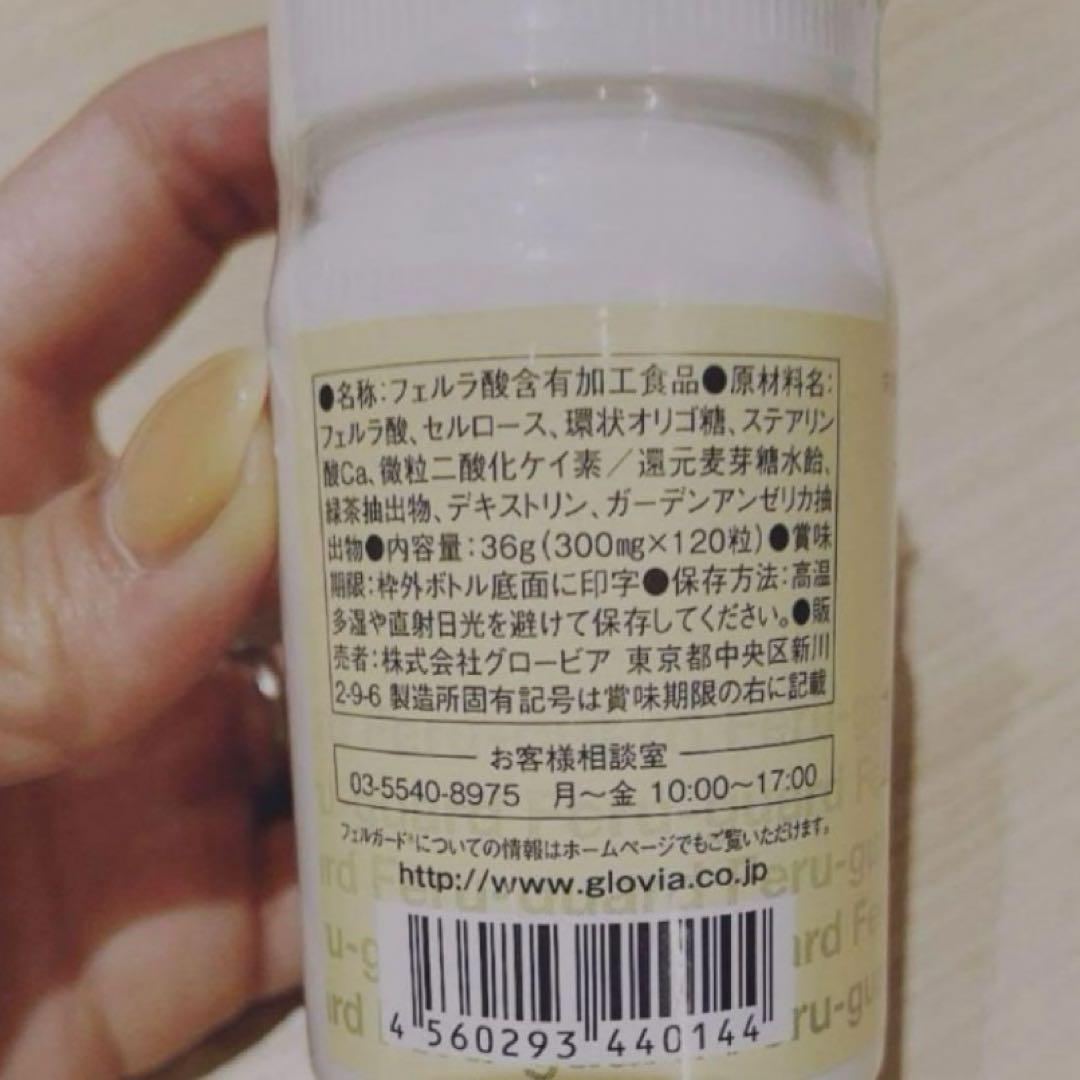 ●名称:フェルラ酸含有加工食品●原材料名:
フェルラ酸、セルロース、環状オリゴ糖、ステアリン
酸Ca、微粒二酸化ケイ素／還元麦芽糖水飴、
緑茶抽出物、デキストリン、ガーデンアンゼリカ抽
出物●内容量:36g(300mg×120粒)●賞味
期限:枠外ボトル底面に印字●保存方法:高温
多湿や直射日光を避けて保存してください。●販
売者:株式会社グロービア 東京都中央区新川
2-9-6 製造所固有記号は賞味期限の右に記載
お客様相談室
03-5540-8975 月〜金 10:00〜17:00
フェルガード®についての情報はホームページでもご覧いただけます。
http://www.glovia.co.jp
4 560293 440144